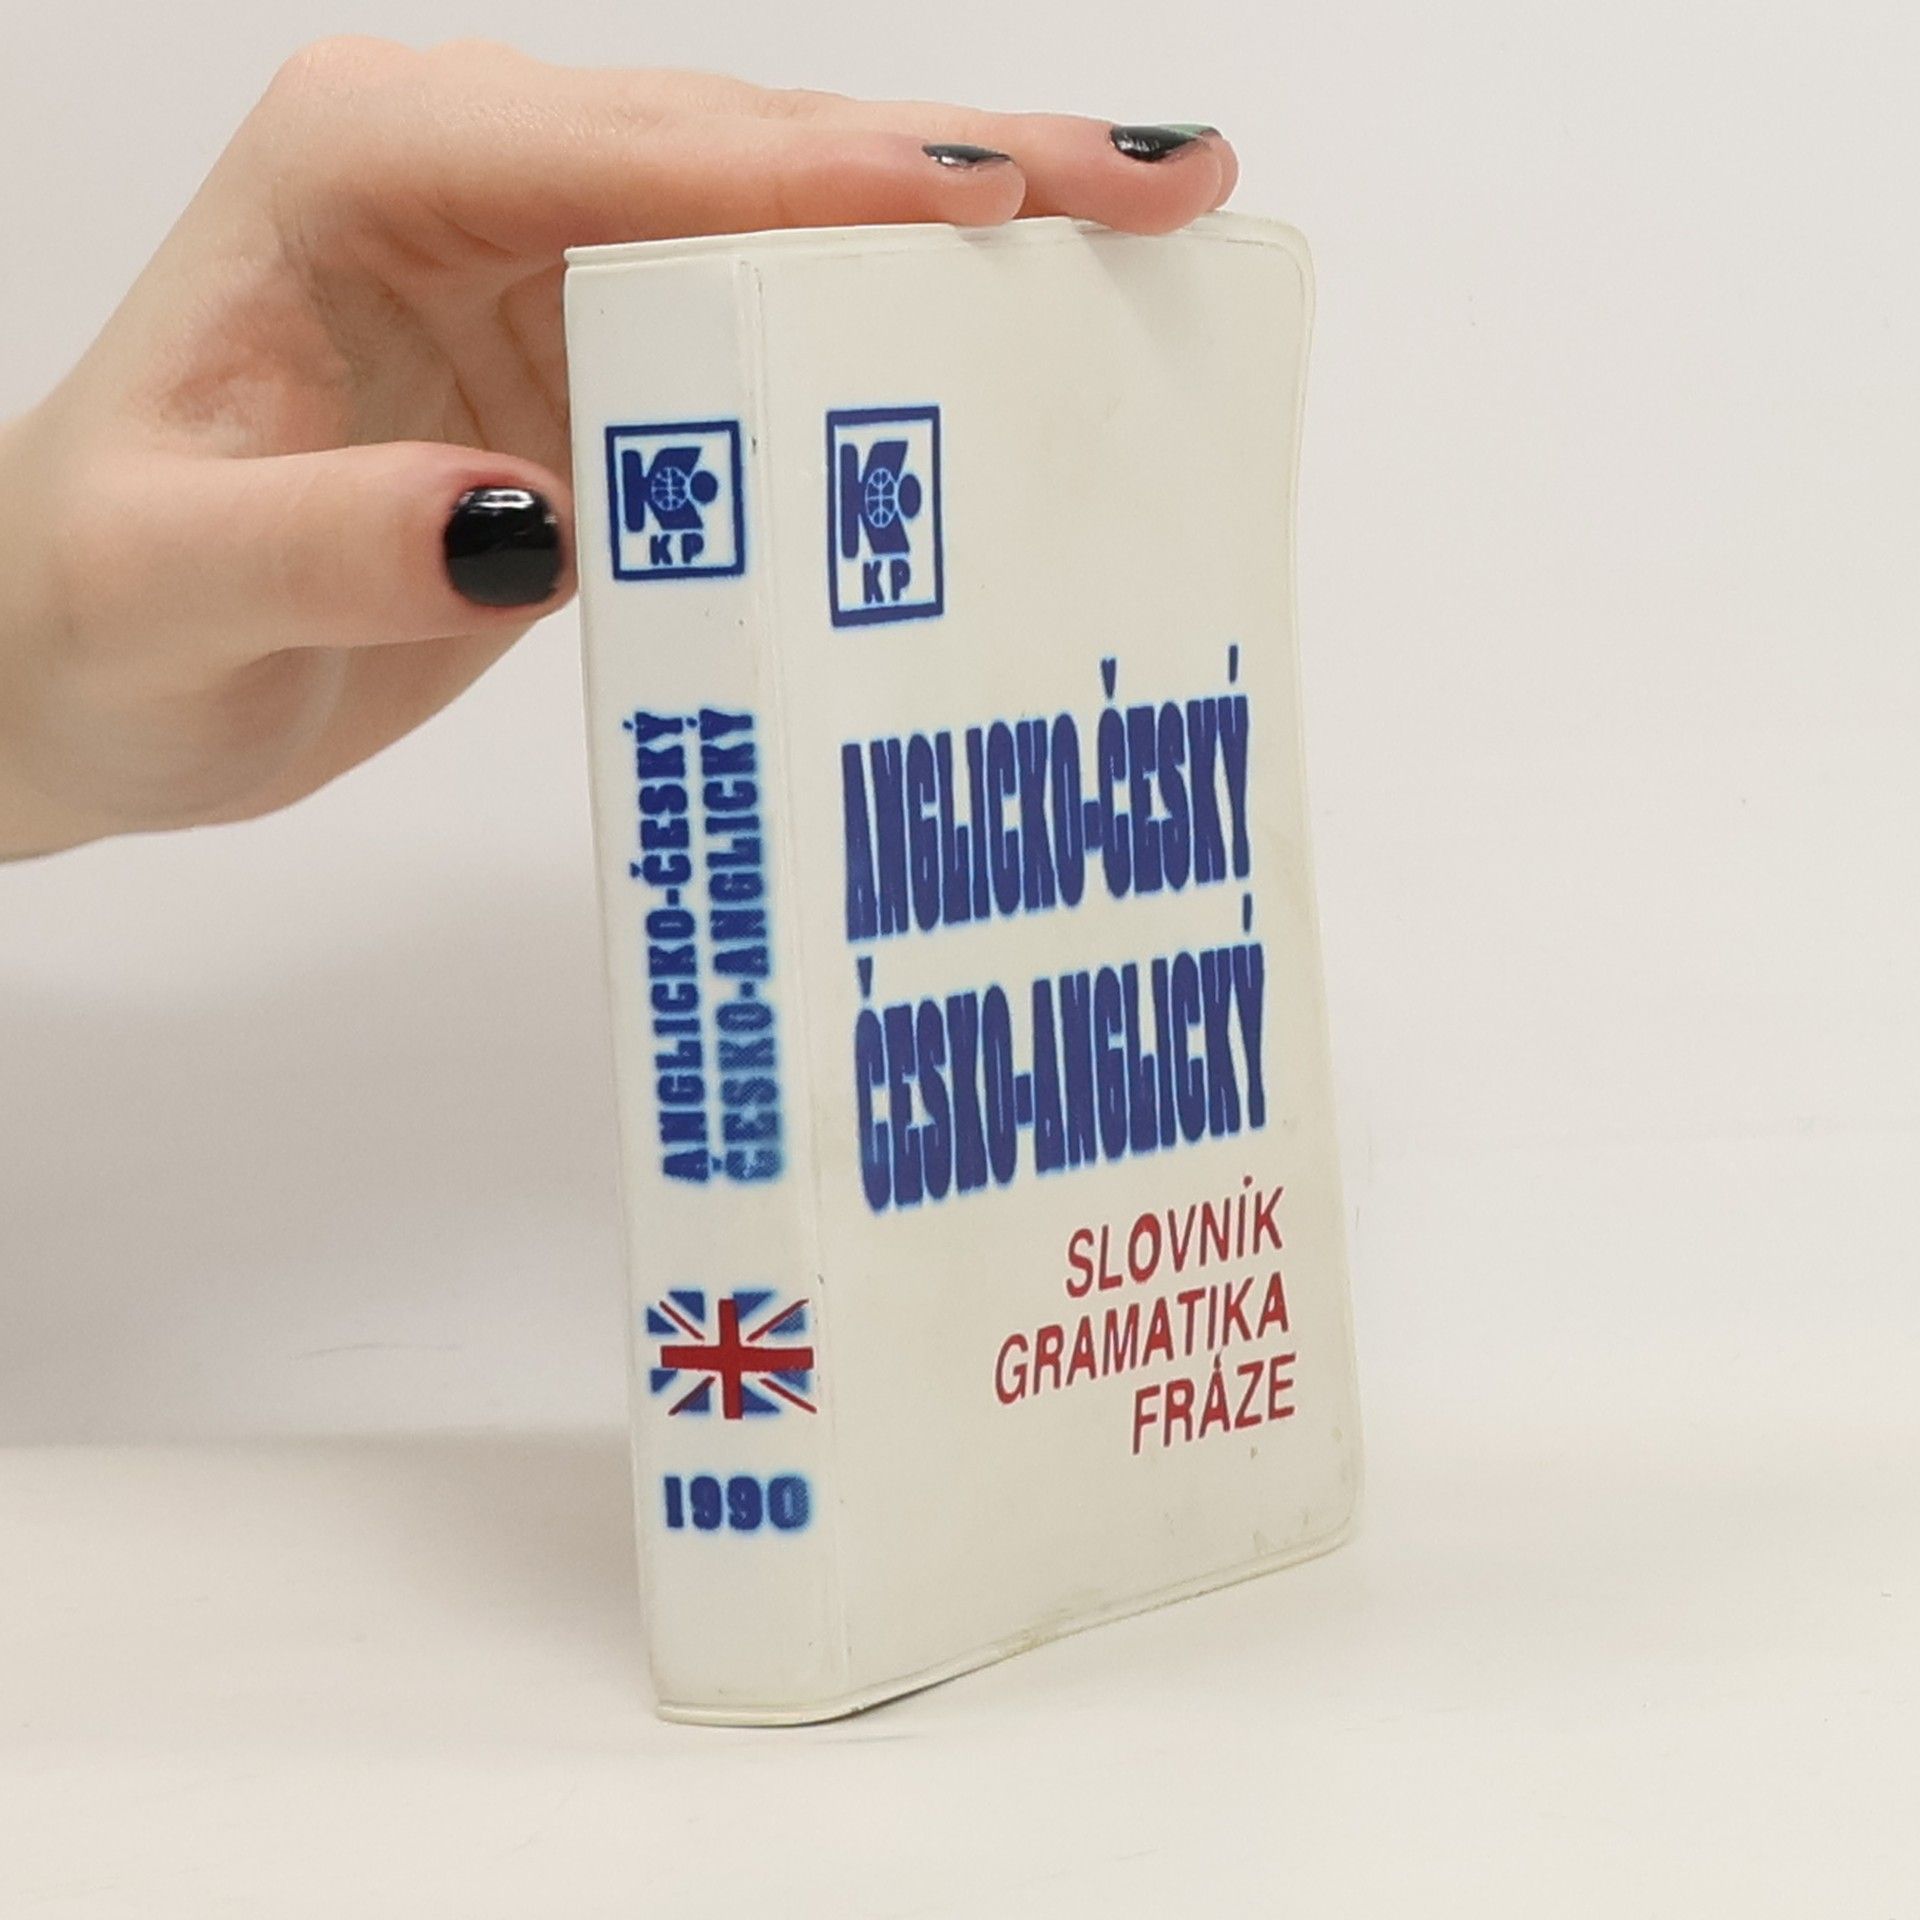 KP
ANGLICKO-ČESKÝ
ČESKO-ANGLICKÝ
1990
KP
ANGLICKO-ČESKÝ
ČESKO-ANGLICKÝ
SLOVNÍK
GRAMATIKA
FRÁZE